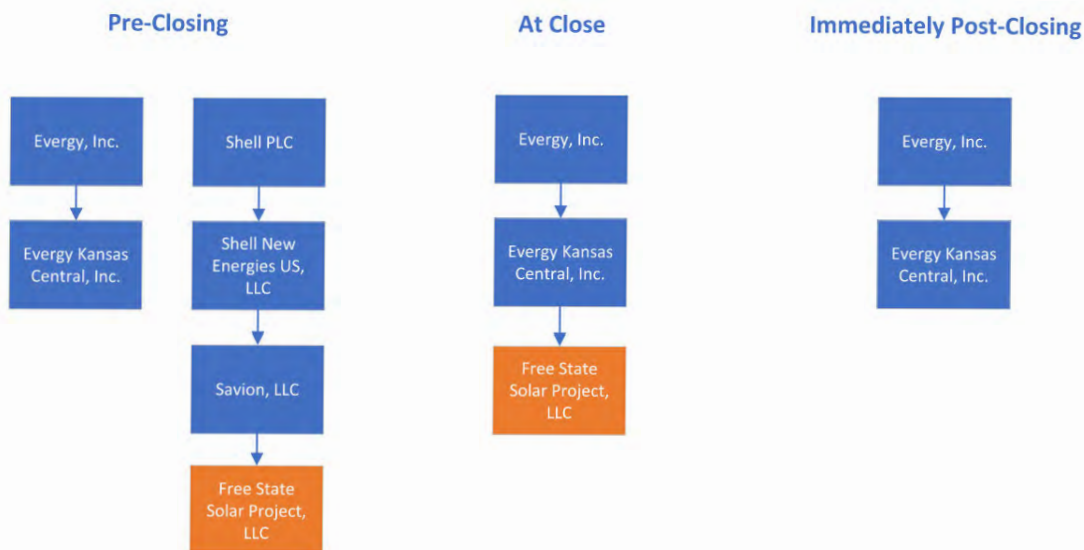 Pre-Closing
At Close
Immediately Post-Closing
Evergy, Inc.
Evergy Kansas
Central, Inc.
Shell PLC
Shell New
Energies US,
LLC
Savion, LLC
Free State
Solar Project,
LLC
Evergy, Inc.
Evergy Kansas
Central, Inc.
Free State
Solar Project,
LLC
Evergy, Inc.
Evergy Kansas
Central, Inc.